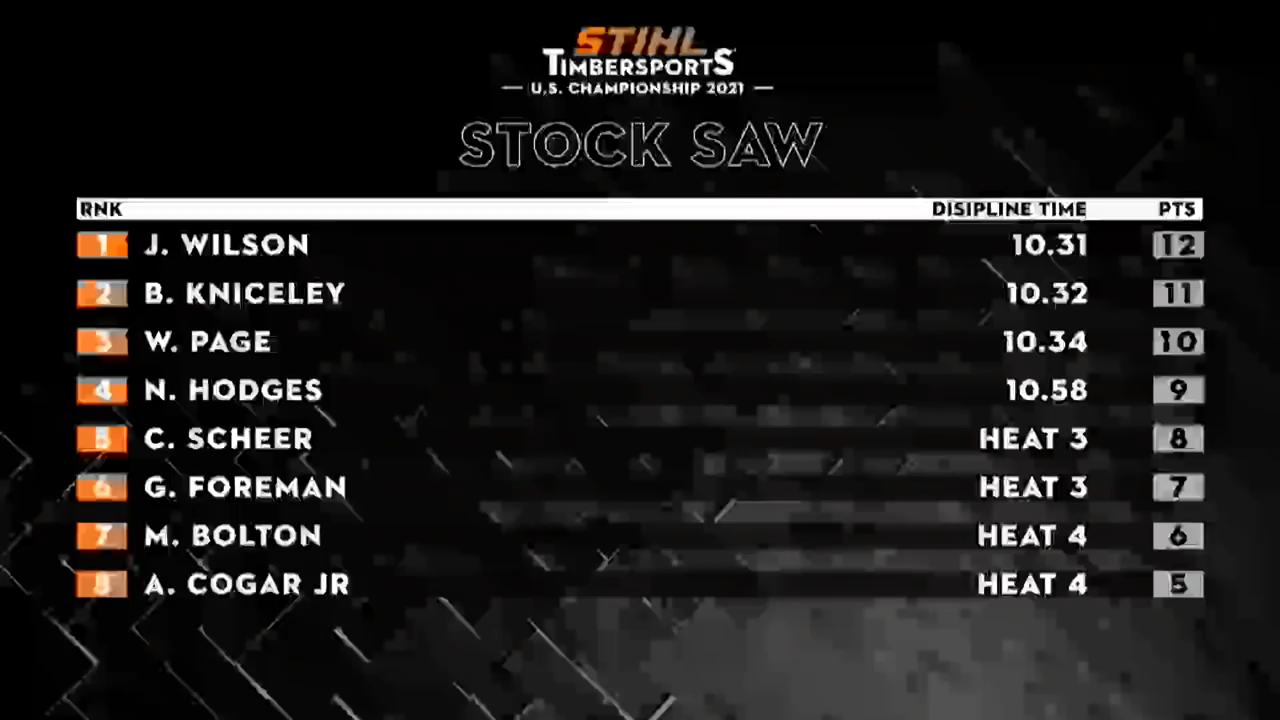 STIHL
TIMBERSPORTS
U.S. CHAMPIONSHIP 2021
STOCK SAW
RNK DISIPLINE TIME PTS
1 J. WILSON 10.31 12
2 B. KNICELEY 10.32 11
3 W. PAGE 10.34 10
4 N. HODGES 10.58 9
5 C. SCHEER HEAT 3 8
6 G. FOREMAN HEAT 3 7
7 M. BOLTON HEAT 4 6
8 A. COGAR JR HEAT 4 5